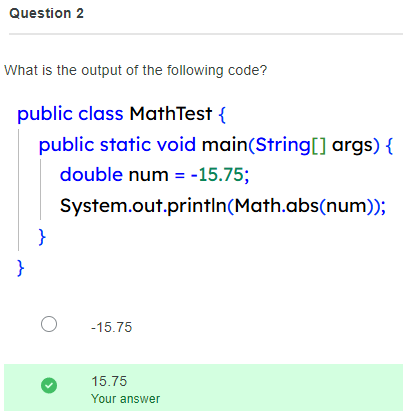 Question 2
What is the output of the following code?
public class MathTest {
public static void main(String[] args) {
double num = -15.75;
System.out.println(Math.abs(num));
}
}
-15.75
15.75
Your answer